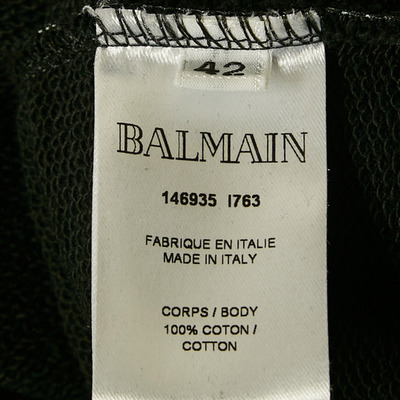 42
BALMAIN
146935 I763
FABRIQUE EN ITALIE
MADE IN ITALY
CORPS / BODY
100% COTON /
COTTON